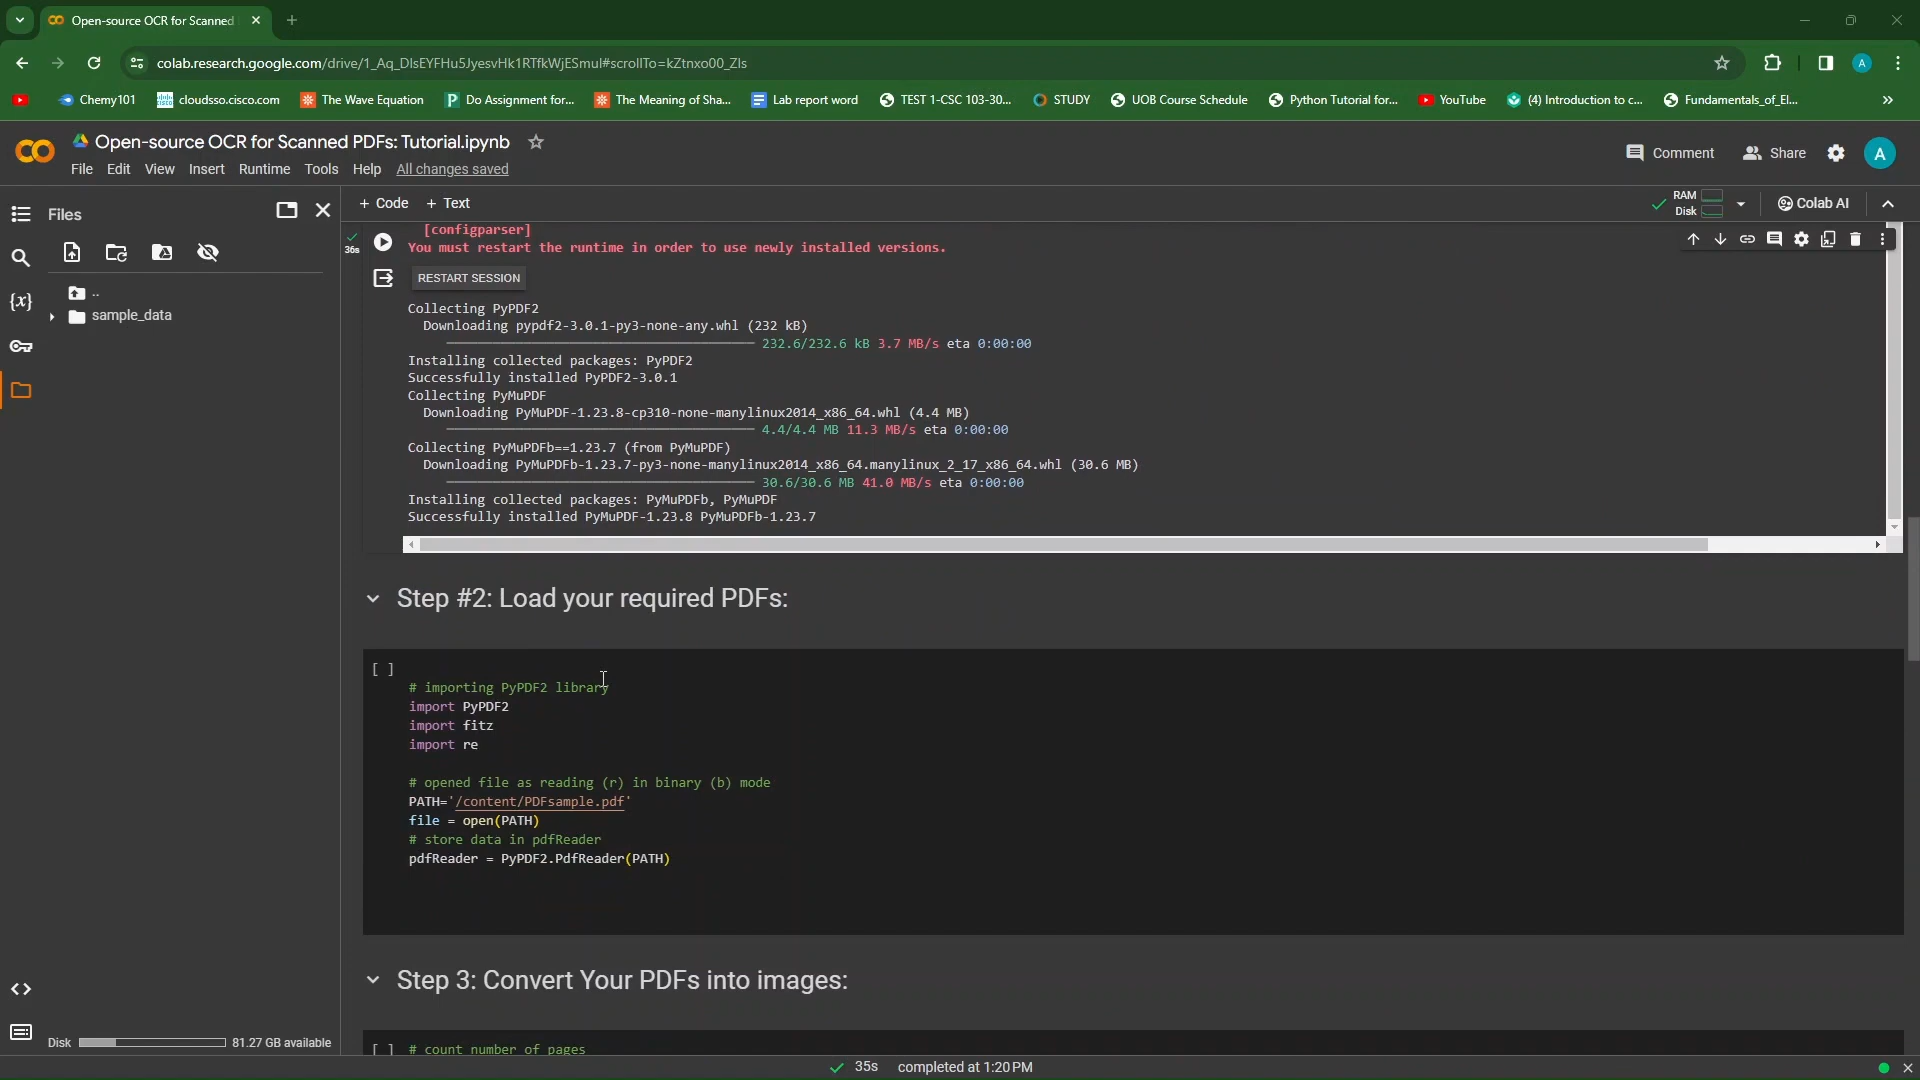 Open-source OCR for Scanned
colab.research.google.com/drive/1_Aq_DlsEYFHu5JyesvHk1RTfkWjESmul#scrollTo=kZtnxo00_ZIs
Chemy101
cloudsso.cisco.com
The Wave Equation
Do Assignment for...
The Meaning of Sha...
Lab report word
TEST 1-CSC 103-30...
STUDY
UOB Course Schedule
Python Tutorial for...
YouTube
(4) Introduction to c...
Fundamentals_of_El...
»
A
Open-source OCR for Scanned PDFs: Tutorial.ipynb
File Edit View Insert Runtime Tools Help All changes saved
Comment
Share
A
Files
+ Code + Text
RAM
Disk
Colab AI
..
sample_data
36s
[configparser]
You must restart the runtime in order to use newly installed versions.
RESTART SESSION
Collecting PyPDF2
Downloading pypdf2-3.0.1-py3-none-any.whl (232 kB)
232.6/232.6 kB 3.7 MB/s eta 0:00:00
Installing collected packages: PyPDF2
Successfully installed PyPDF2-3.0.1
Collecting PyMuPDF
Downloading PyMuPDF-1.23.8-cp310-none-manylinux2014_x86_64.whl (4.4 MB)
4.4/4.4 MB 11.3 MB/s eta 0:00:00
Collecting PyMuPDFb==1.23.7 (from PyMuPDF)
Downloading PyMuPDFb-1.23.7-py3-none-manylinux2014_x86_64.manylinux_2_17_x86_64.whl (30.6 MB)
30.6/30.6 MB 41.0 MB/s eta 0:00:00
Installing collected packages: PyMuPDFb, PyMuPDF
Successfully installed PyMuPDF-1.23.8 PyMuPDFb-1.23.7
Step #2: Load your required PDFs:
[ ]
# importing PyPDF2 library
import PyPDF2
import fitz
import re
# opened file as reading (r) in binary (b) mode
PATH='/content/PDFsample.pdf'
file = open(PATH)
# store data in pdfReader
pdfReader = PyPDF2.PdfReader(PATH)
Step 3: Convert Your PDFs into images:
[ ] # count number of pages
{x}
<>
Disk 81.27 GB available
35s completed at 1:20 PM